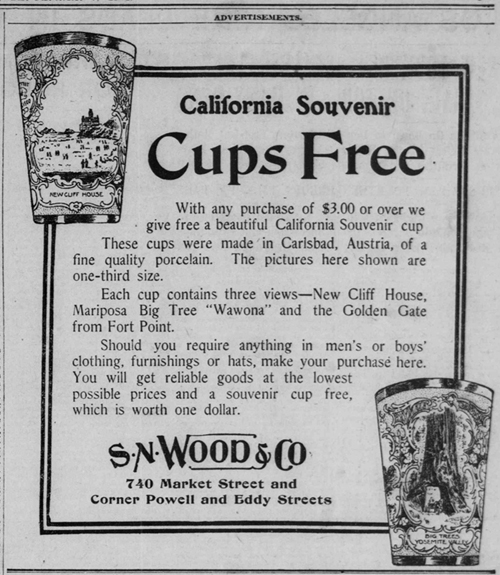 ADVERTISEMENTS.
California Souvenir
Cups Free
NEW CLIFF HOUSE
With any purchase of $3.00 or over we
give free a beautiful California Souvenir cup
These cups were made in Carlsbad, Austria, of a
fine quality porcelain. The pictures here shown are
one-third size.
Each cup contains three views—New Cliff House,
Mariposa Big Tree "Wawona" and the Golden Gate
from Fort Point.
Should you require anything in men's or boys'
clothing, furnishings or hats, make your purchase here.
You will get reliable goods at the lowest
possible prices and a souvenir cup free,
which is worth one dollar.
S·N·WOOD & CO
740 Market Street and
Corner Powell and Eddy Streets
BIG TREES
YOSEMITE VALLEY